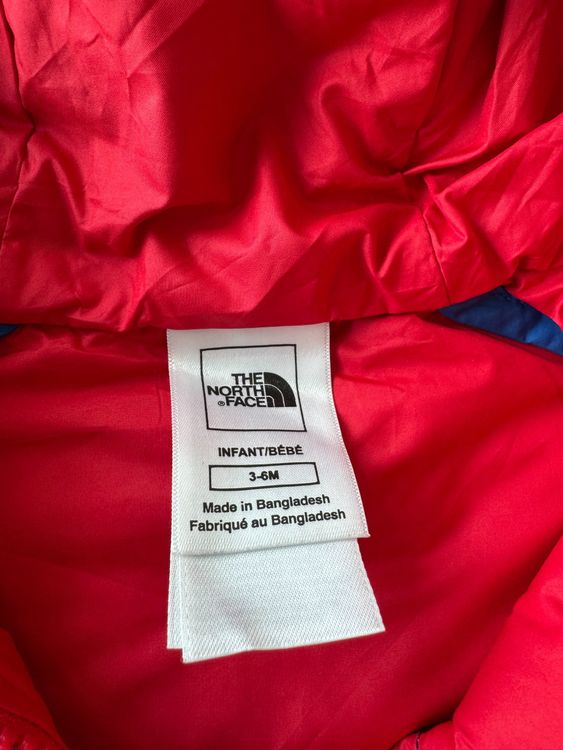 THE
NORTH
®FACE
INFANT/BÉBÉ
3-6M
Made in Bangladesh
Fabriqué au Bangladesh